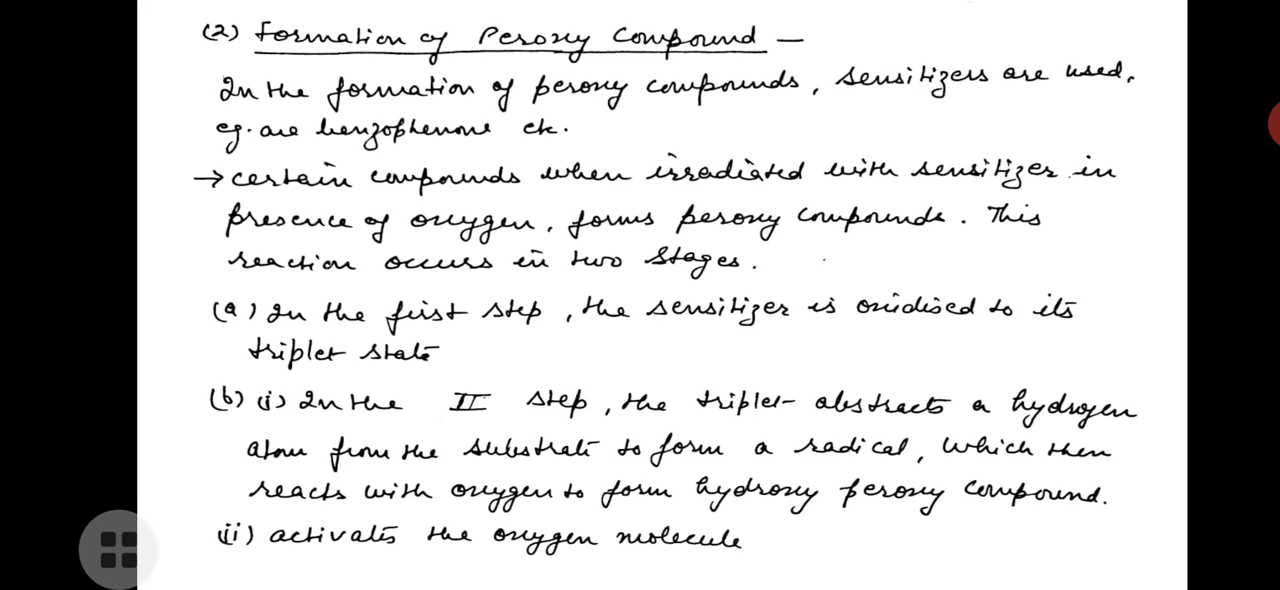 (2) Formation of Peroxy Compound —
In the formation of peroxy compounds, sensitizers are used,
eg. are benzophenone etc.
→ certain compounds when irradiated with sensitizer in
presence of oxygen, forms peroxy compounds. This
reaction occurs in two stages.
(a) In the first step, the sensitizer is oxidised to its
triplet state
(b) (i) In the II step, the triplet abstracts a hydrogen
atom from the substrate to form a radical, which then
reacts with oxygen to form hydroxy peroxy compound.
(ii) activates the oxygen molecule